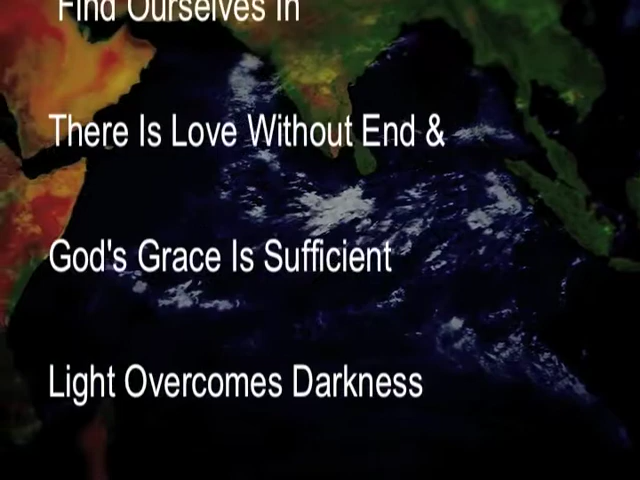 Find Ourselves In
There Is Love Without End &
God's Grace Is Sufficient
Light Overcomes Darkness